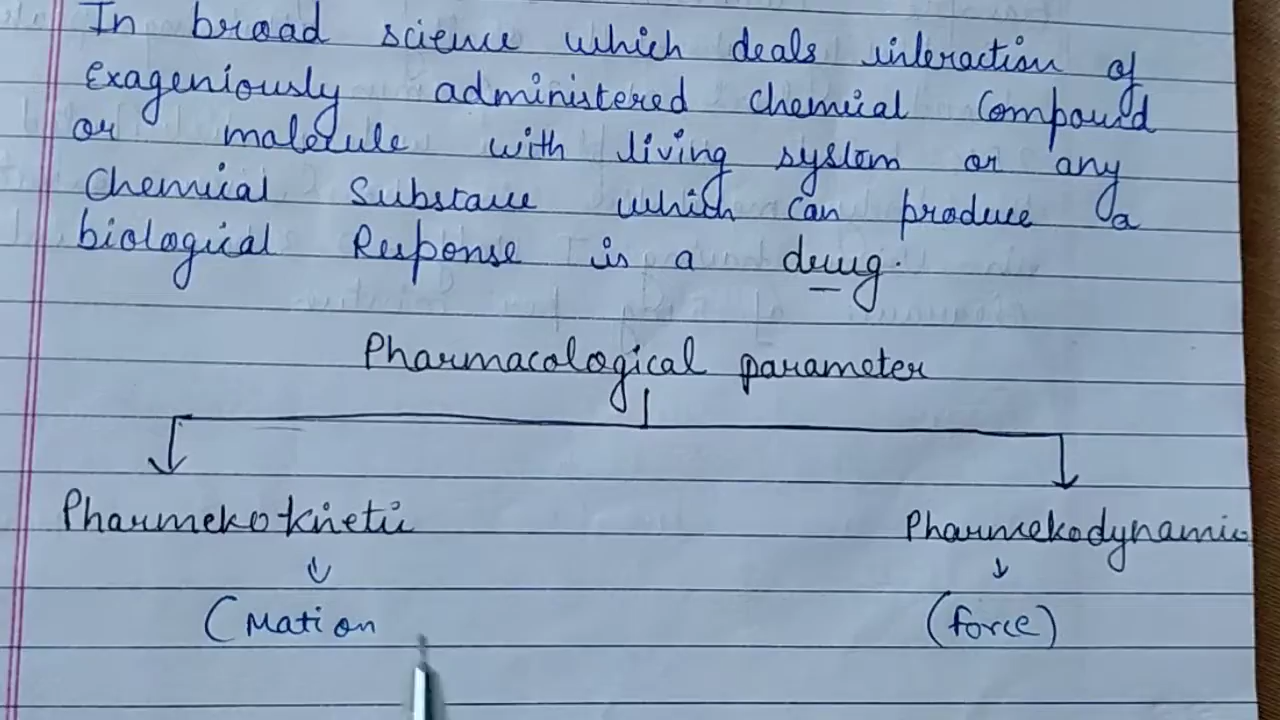 In broad science which deals interaction of
Exageniously administered chemical compound
or molecule with living system or any
Chemical Substance which can produce a
biological Response is a drug.
Pharmacological parameter
Pharmekokinetic Pharmekodynamic
(Motion (force)